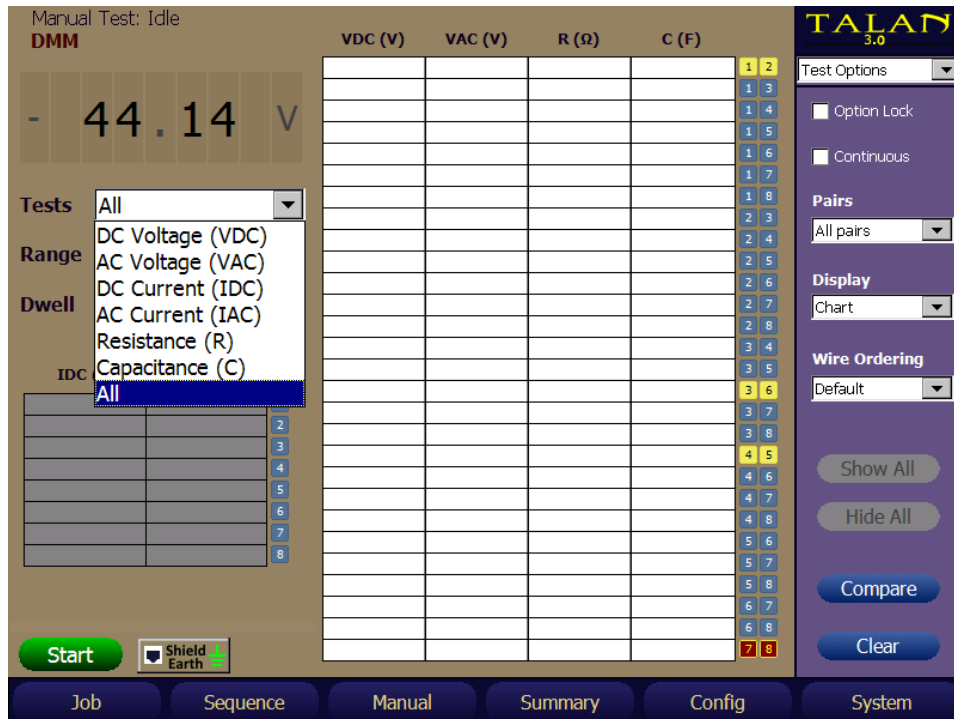 Manual Test: Idle
DMM
- 44.14 V
Tests All
DC Voltage (VDC)
AC Voltage (VAC)
DC Current (IDC)
AC Current (IAC)
Resistance (R)
Capacitance (C)
All
Range
Dwell
IDC (
2
3
4
5
6
7
8
Start
Shield
Earth
VDC (V) VAC (V) R (Ω) C (F)
1 2
1 3
1 4
1 5
1 6
1 7
1 8
2 3
2 4
2 5
2 6
2 7
2 8
3 4
3 5
3 6
3 7
3 8
4 5
4 6
4 7
4 8
5 6
5 7
5 8
6 7
6 8
7 8
TALAN
3.0
Test Options
Option Lock
Continuous
Pairs
All pairs
Display
Chart
Wire Ordering
Default
Show All
Hide All
Compare
Clear
Job Sequence Manual Summary Config System